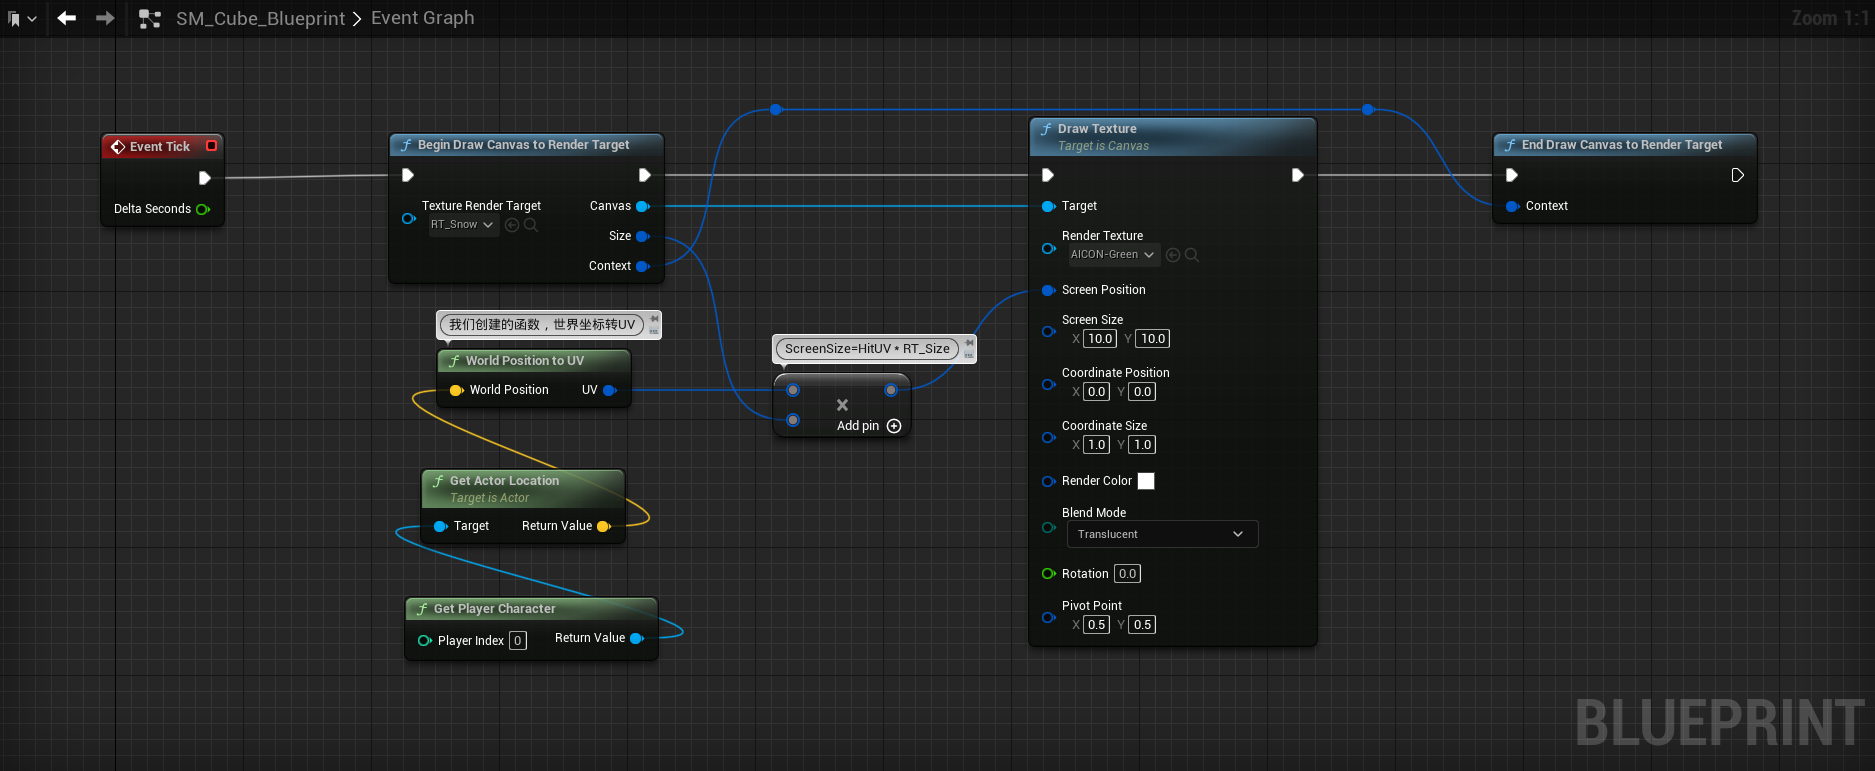 SM_Cube_Blueprint > Event Graph
Zoom 1:1
Event Tick
Delta Seconds
Begin Draw Canvas to Render Target
Texture Render Target
RT_Snow
Canvas
Size
Context
我们创建的函数，世界坐标转UV
World Position to UV
World Position
UV
Get Actor Location
Target is Actor
Target
Return Value
Get Player Character
Player Index 0
Return Value
ScreenSize=HitUV * RT_Size
Add pin
Draw Texture
Target is Canvas
Target
Render Texture
AICON-Green
Screen Position
Screen Size
X 10.0 Y 10.0
Coordinate Position
X 0.0 Y 0.0
Coordinate Size
X 1.0 Y 1.0
Render Color
Blend Mode
Translucent
Rotation 0.0
Pivot Point
X 0.5 Y 0.5
End Draw Canvas to Render Target
Context
BLUEPRINT